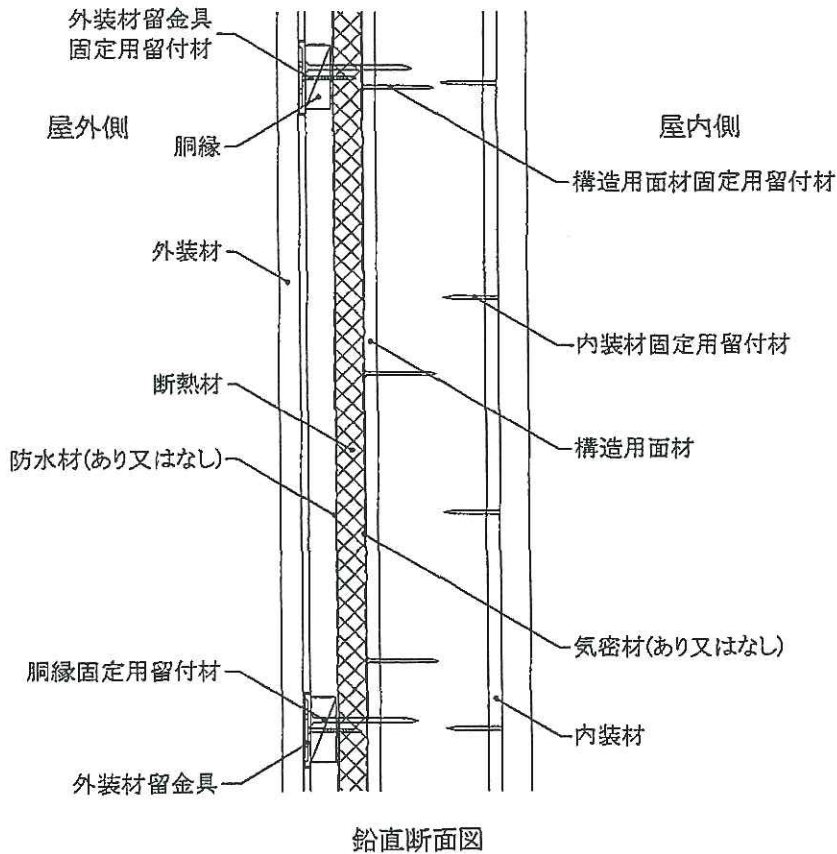 外装材留金具
固定用留付材
屋外側
屋内側
胴縁
構造用面材固定用留付材
外装材
内装材固定用留付材
断熱材
構造用面材
防水材(あり又はなし)
気密材(あり又はなし)
胴縁固定用留付材
内装材
外装材留金具
鉛直断面図